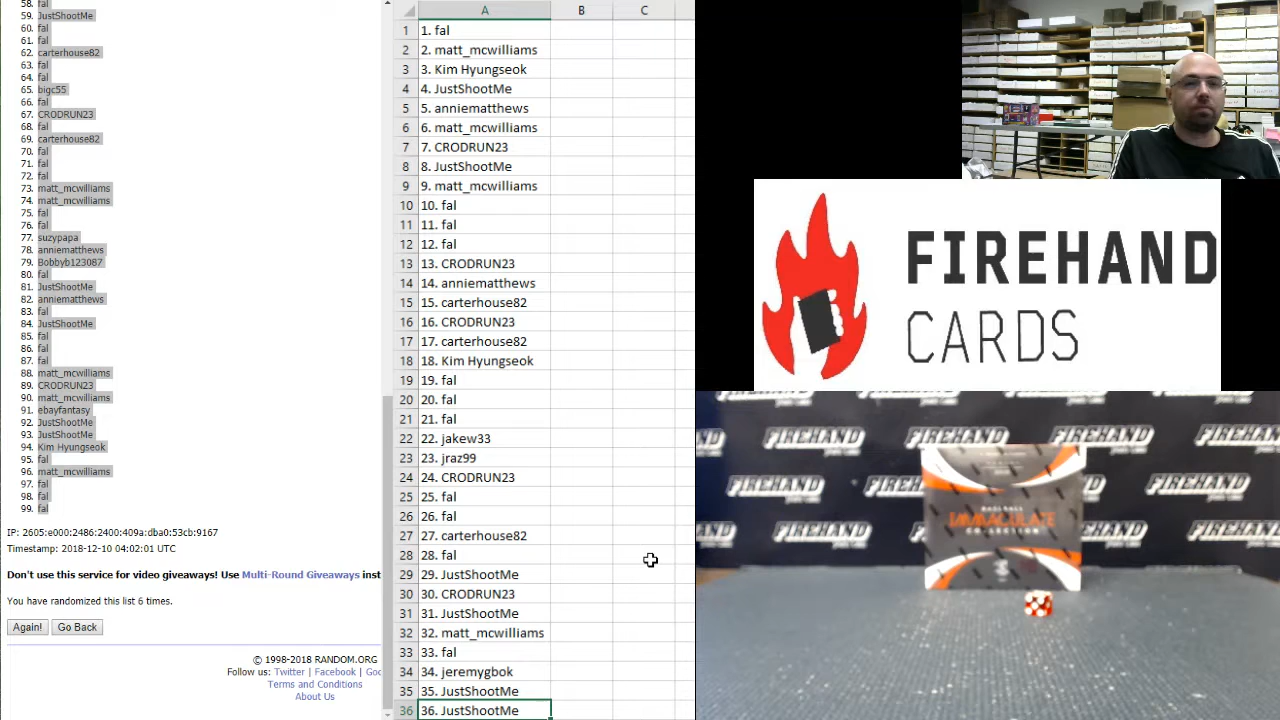 58. fal
59. JustShootMe
60. fal
61. fal
62. carterhouse82
63. fal
64. fal
65. bigc55
66. fal
67. CRODRUN23
68. fal
69. carterhouse82
70. fal
71. fal
72. fal
73. matt_mcwilliams
74. matt_mcwilliams
75. fal
76. fal
77. suzypapa
78. anniematthews
79. Bobbyb123087
80. fal
81. JustShootMe
82. anniematthews
83. fal
84. JustShootMe
85. fal
86. fal
87. fal
88. matt_mcwilliams
89. CRODRUN23
90. matt_mcwilliams
91. ebayfantasy
92. JustShootMe
93. JustShootMe
94. Kim Hyungseok
95. fal
96. matt_mcwilliams
97. fal
98. fal
99. fal
IP: 2605:e000:2486:2400:409a:dba0:53cb:9167
Timestamp: 2018-12-10 04:02:01 UTC
Don't use this service for video giveaways! Use Multi-Round Giveaways inst
You have randomized this list 6 times.
Again! Go Back
© 1998-2018 RANDOM.ORG
Follow us: Twitter | Facebook | Goo
Terms and Conditions
About Us
A B C
1 1. fal
2 2. matt_mcwilliams
3 3. Kim Hyungseok
4 4. JustShootMe
5 5. anniematthews
6 6. matt_mcwilliams
7 7. CRODRUN23
8 8. JustShootMe
9 9. matt_mcwilliams
10 10. fal
11 11. fal
12 12. fal
13 13. CRODRUN23
14 14. anniematthews
15 15. carterhouse82
16 16. CRODRUN23
17 17. carterhouse82
18 18. Kim Hyungseok
19 19. fal
20 20. fal
21 21. fal
22 22. jakew33
23 23. jraz99
24 24. CRODRUN23
25 25. fal
26 26. fal
27 27. carterhouse82
28 28. fal
29 29. JustShootMe
30 30. CRODRUN23
31 31. JustShootMe
32 32. matt_mcwilliams
33 33. fal
34 34. jeremygbok
35 35. JustShootMe
36 36. JustShootMe
FIREHAND
CARDS
FIREHAND
FIREHAND
FIREHAND
FIREHAND
BASEBALL
IMMACULATE
COLLECTION